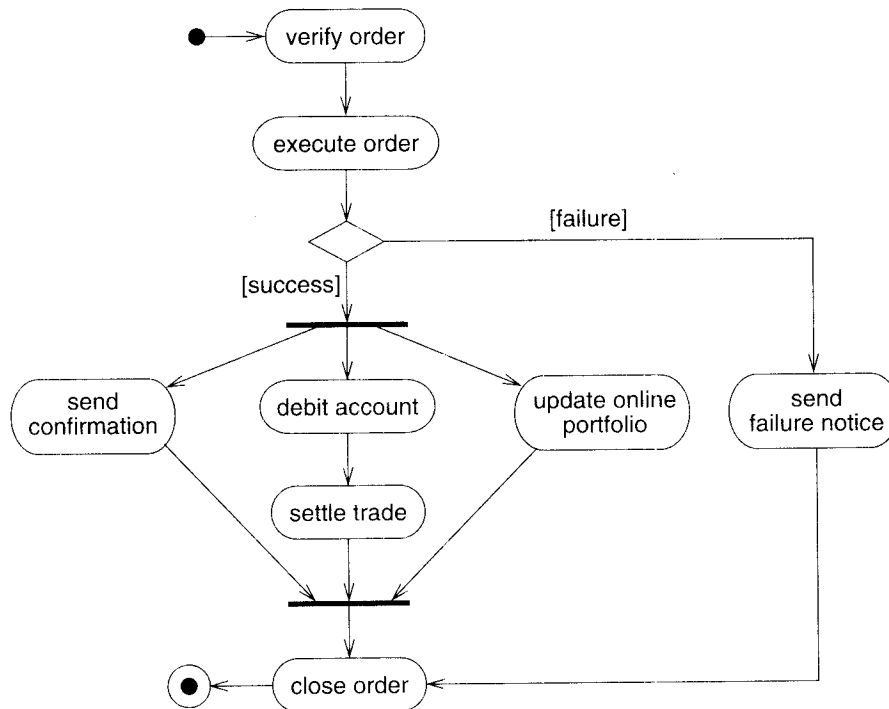 verify order
execute order
[failure]
[success]
send
confirmation
debit account
update online
portfolio
send
failure notice
settle trade
close order